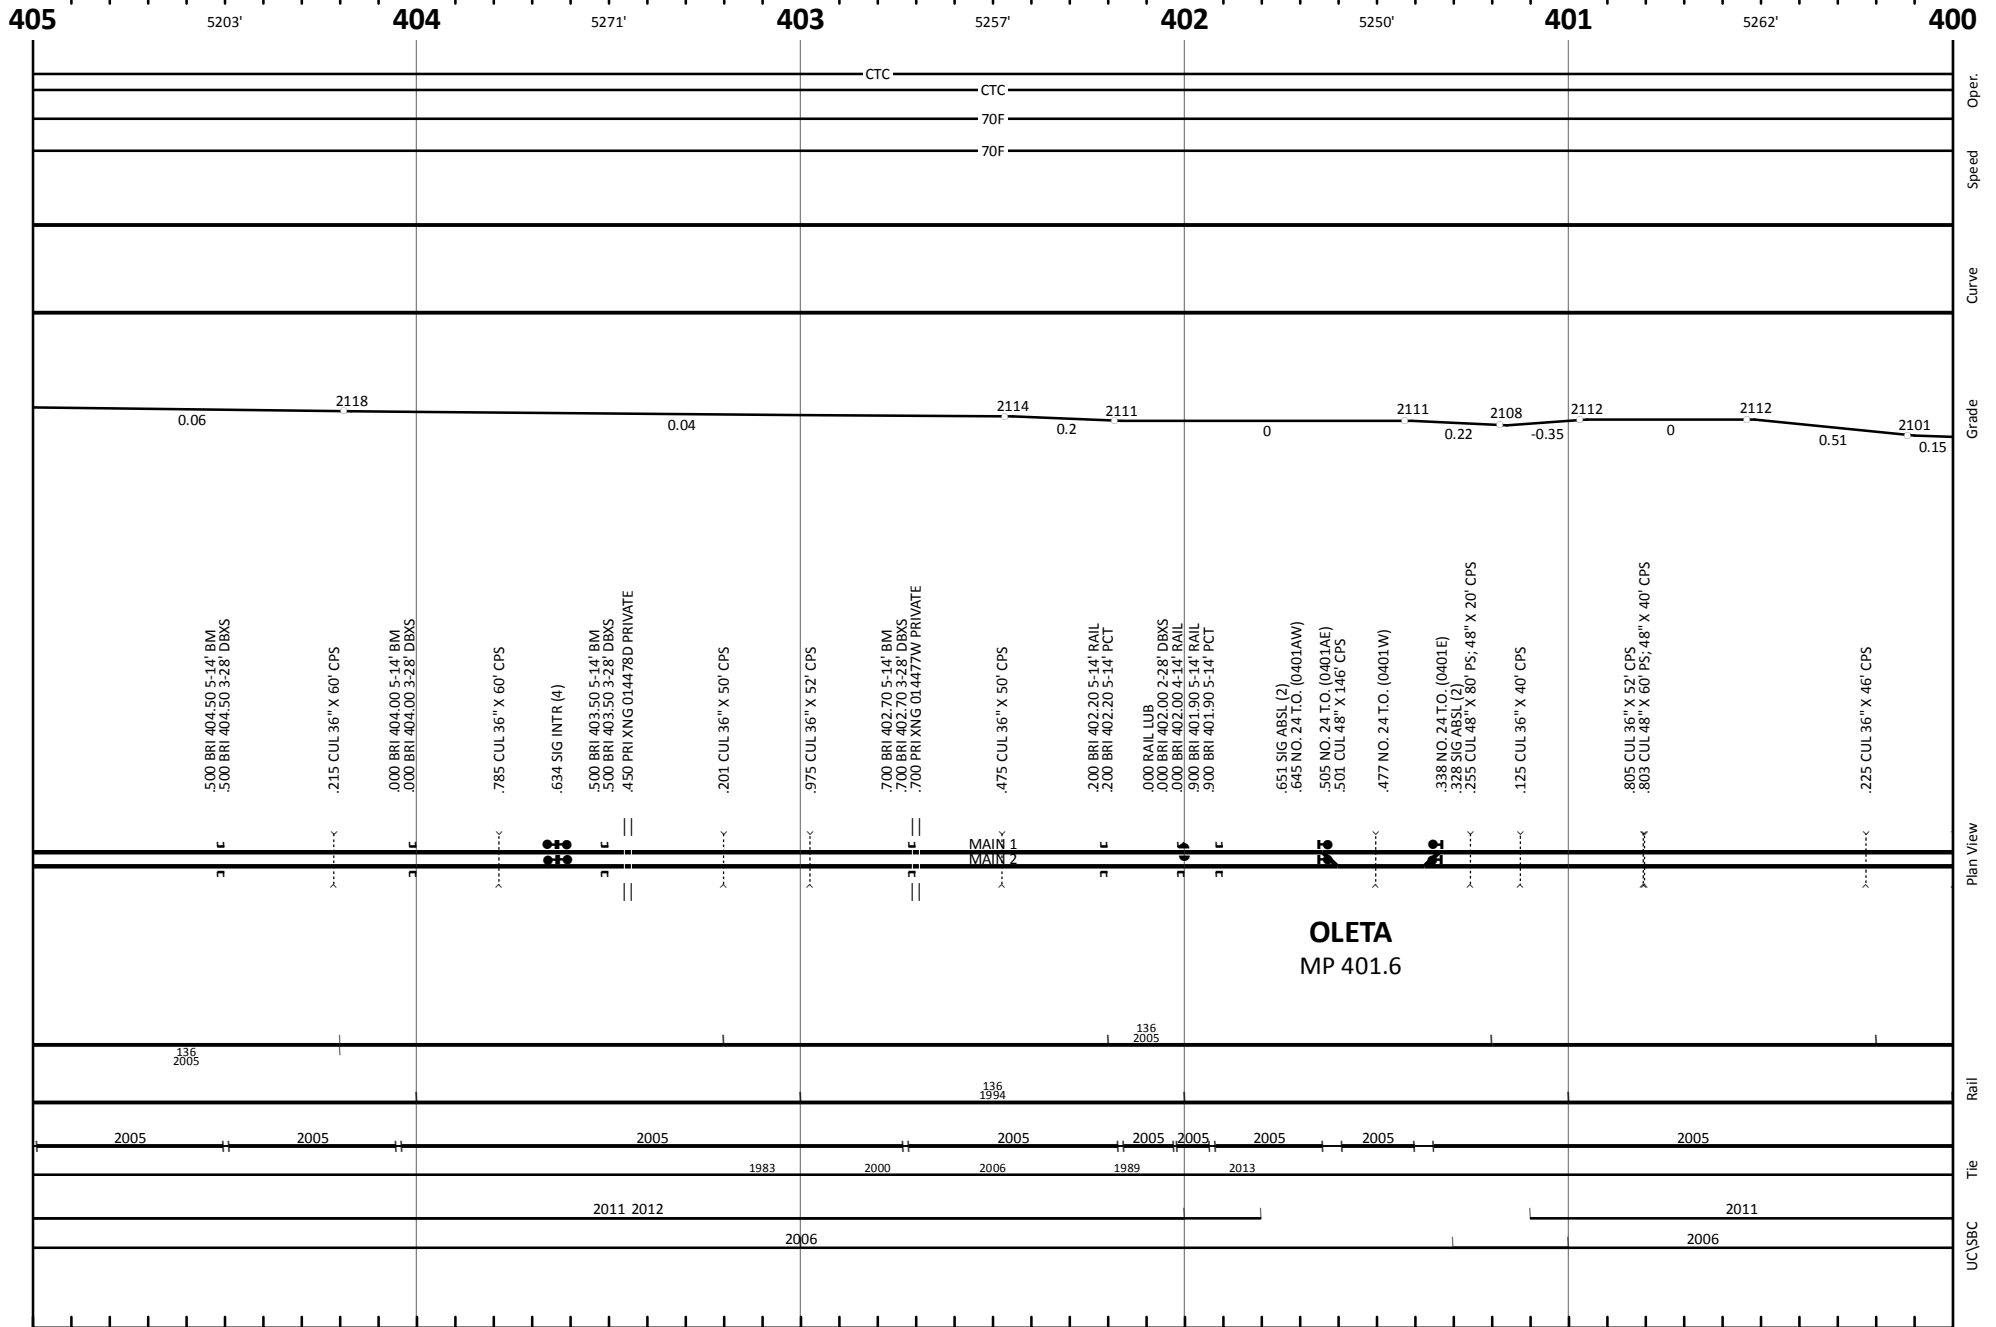 405
5203'
404
5271'
403
5257'
402
5250'
401
5262'
400
CTC
CTC
70F
70F
Oper.
Speed
Curve
2118
2114
2111
2111
2108
2112
2112
2101
0.06
0.04
0.2
0
0.22
-0.35
0
0.51
0.15
Grade
.500 BRI 404.50 5-14' BM
.500 BRI 404.50 3-28' DBXS
.215 CUL 36" X 60' CPS
.000 BRI 404.00 5-14' BM
.000 BRI 404.00 3-28' DBXS
.785 CUL 36" X 60' CPS
.634 SIG INTR (4)
.500 BRI 403.50 5-14' BM
.500 BRI 403.50 3-28' DBXS
.450 PRI XNG 014478D PRIVATE
.201 CUL 36" X 50' CPS
.975 CUL 36" X 52' CPS
.700 BRI 402.70 5-14' BM
.700 BRI 402.70 3-28' DBXS
.700 PRI XNG 014477W PRIVATE
.475 CUL 36" X 50' CPS
.200 BRI 402.20 5-14' RAIL
.200 BRI 402.20 5-14' PCT
.000 RAIL LUB
.000 BRI 402.000 2-28' DBXS
.000 BRI 402.00 4-14' RAIL
.900 BRI 401.90 5-14' RAIL
.900 BRI 401.90 5-14' PCT
.651 SIG ABSL (2)
.645 NO. 24 T.O. (0401AW)
.505 NO. 24 T.O. (0401AE)
.501 CUL 48" X 146' CPS
.477 NO. 24 T.O. (0401W)
.338 NO. 24 T.O. (0401E)
.328 SIG ABSL (2)
.255 CUL 48" X 80' PS; 48" X 20' CPS
.125 CUL 36" X 40' CPS
.805 CUL 36" X 52' CPS
.803 CUL 48" X 60' PS; 48" X 40' CPS
.225 CUL 36" X 46' CPS
MAIN 1
MAIN 2
Plan View
OLETA
MP 401.6
136
2005
136
2005
136
1994
Rail
2005
2005
2005
2005
2005
2005
2005
2005
2005
1983
2000
2006
1989
2013
Tie
2011 2012
2011
2006
2006
UC\SBC